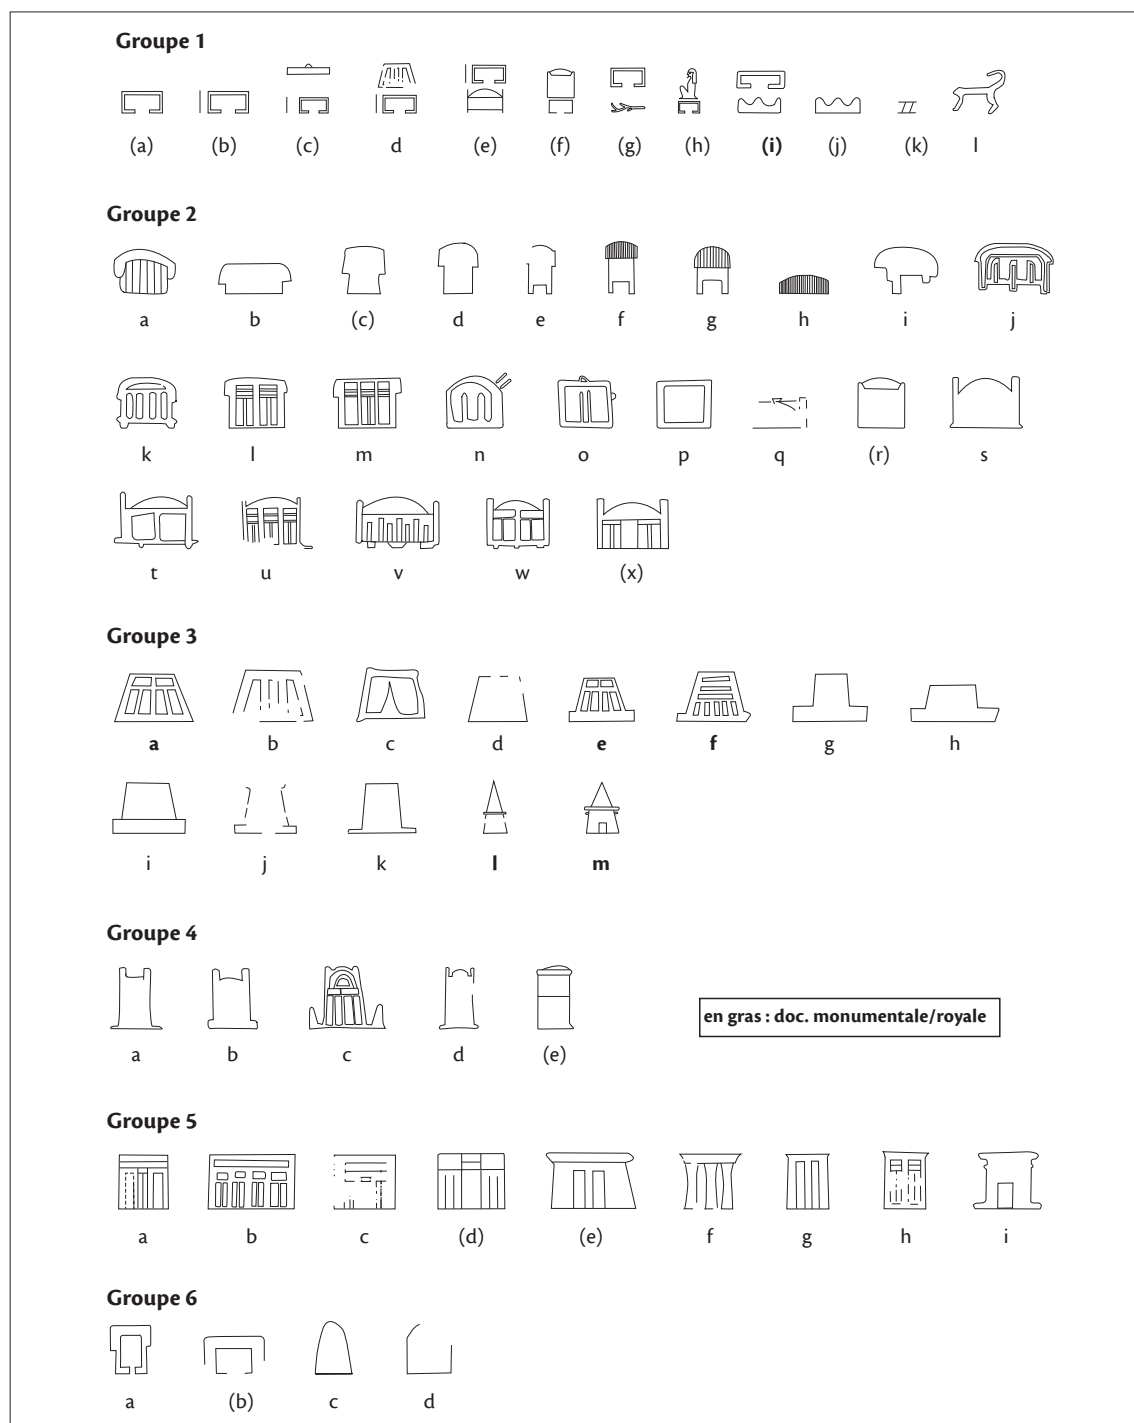 Groupe 1
(a) (b) (c) d (e) (f) (g) (h) (i) (j) (k) l
Groupe 2
a b (c) d e f g h i j
k l m n o p q (r) s
t u v w (x)
Groupe 3
a b c d e f g h
i j k l m
Groupe 4
a b c d (e)
en gras : doc. monumentale/royale
Groupe 5
a b c (d) (e) f g h i
Groupe 6
a (b) c d